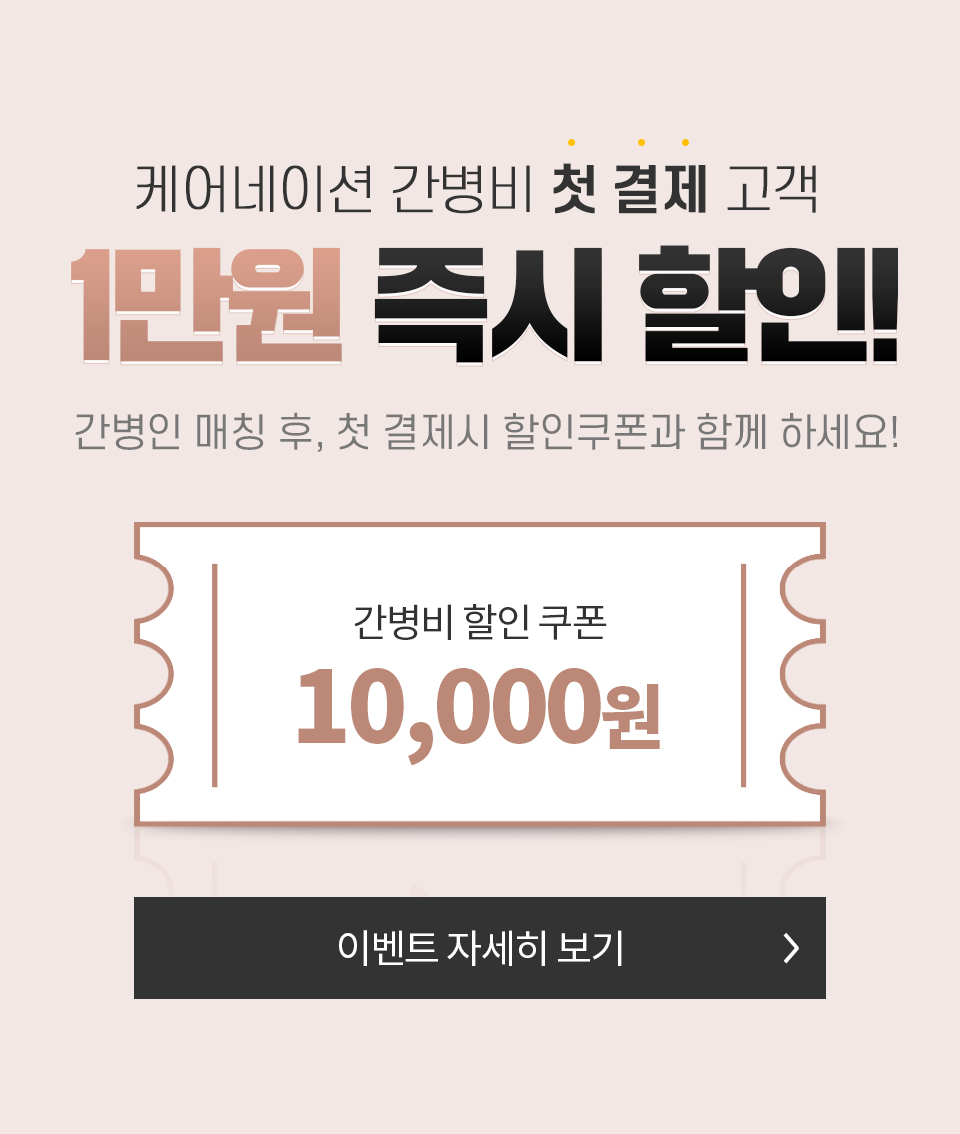 케어네이션 간병비 첫 결제 고객
1만원 즉시 할인!
간병인 매칭 후, 첫 결제시 할인쿠폰과 함께 하세요!
간병비 할인 쿠폰
10,000원
이벤트 자세히 보기